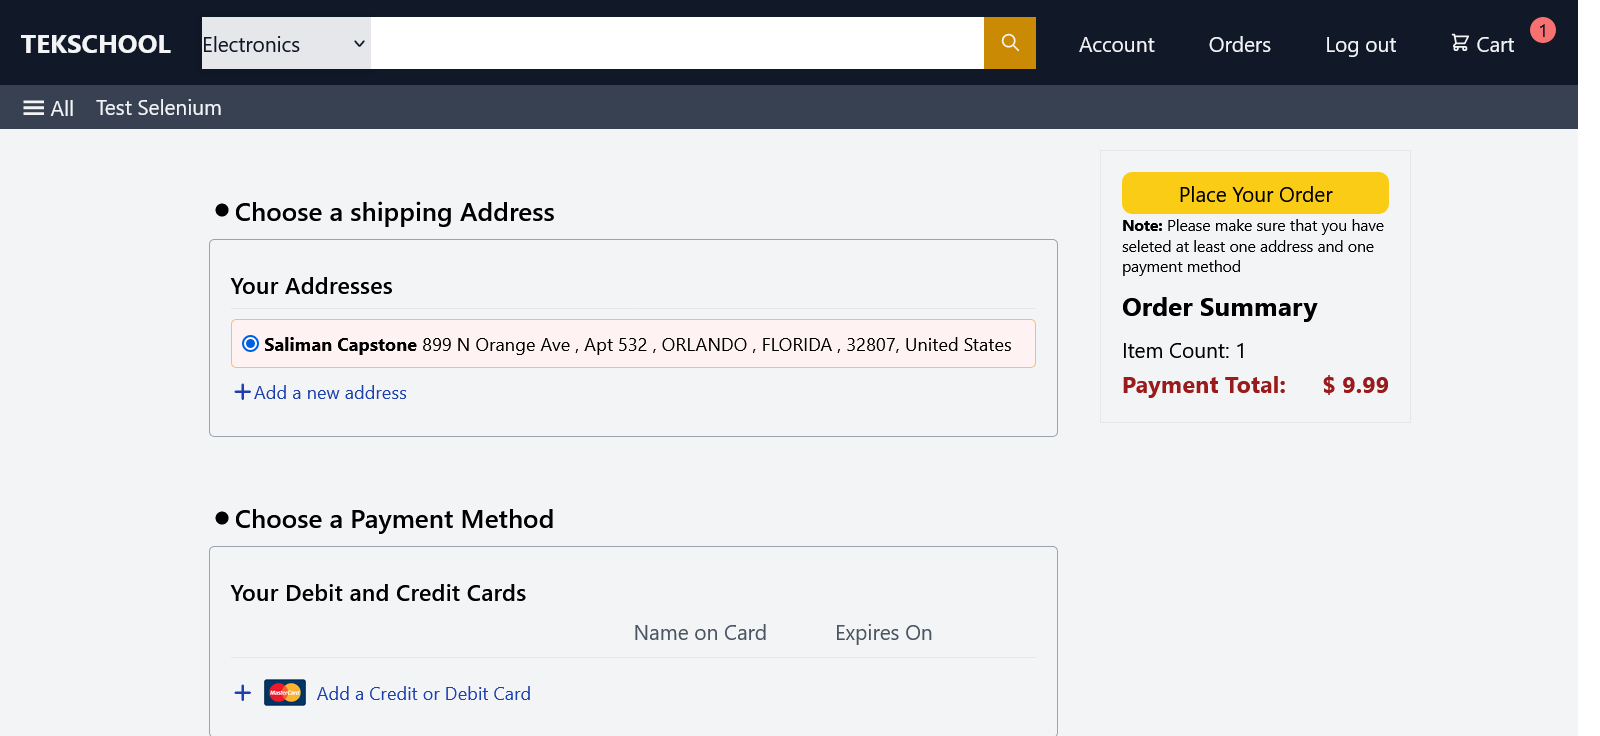 TEKSCHOOL
Electronics
Account
Orders
Log out
Cart
1
All
Test Selenium
Choose a shipping Address
Your Addresses
Saliman Capstone 899 N Orange Ave , Apt 532 , ORLANDO , FLORIDA , 32807, United States
Add a new address
Place Your Order
Note: Please make sure that you have
seleted at least one address and one
payment method
Order Summary
Item Count: 1
Payment Total: $ 9.99
Choose a Payment Method
Your Debit and Credit Cards
Name on Card Expires On
MasterCard Add a Credit or Debit Card